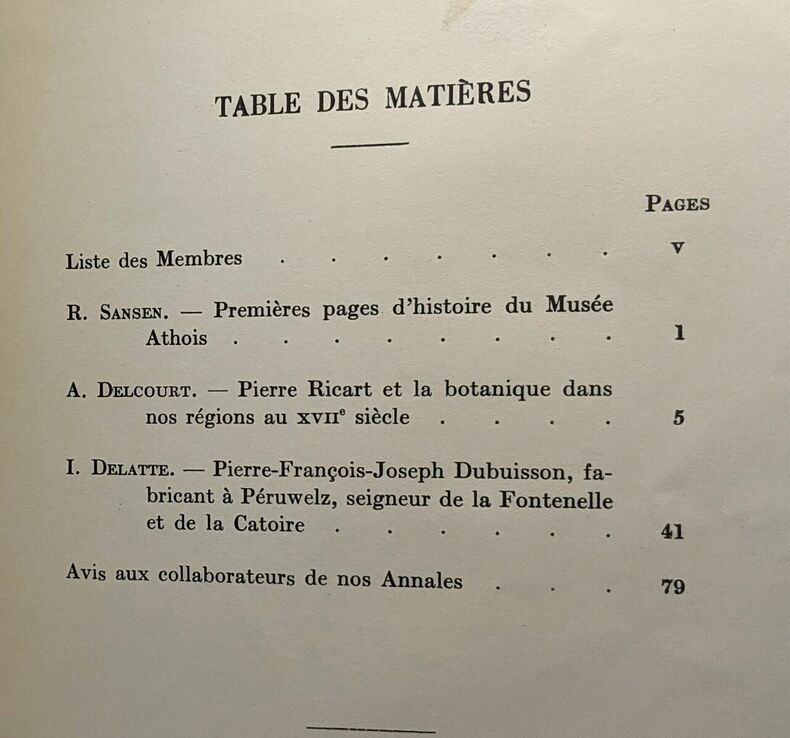 TABLE DES MATIÈRES
PAGES
Liste des Membres . . . . . . . V
R. SANSEN. — Premières pages d'histoire du Musée
Athois . . . . . . . . 1
A. DELCOURT. — Pierre Ricart et la botanique dans
nos régions au XVIIe siècle . . . . 5
I. DELATTE. — Pierre-François-Joseph Dubuisson, fa-
bricant à Péruwelz, seigneur de la Fontenelle
et de la Catoire . . . . . . 41
Avis aux collaborateurs de nos Annales . . . 79